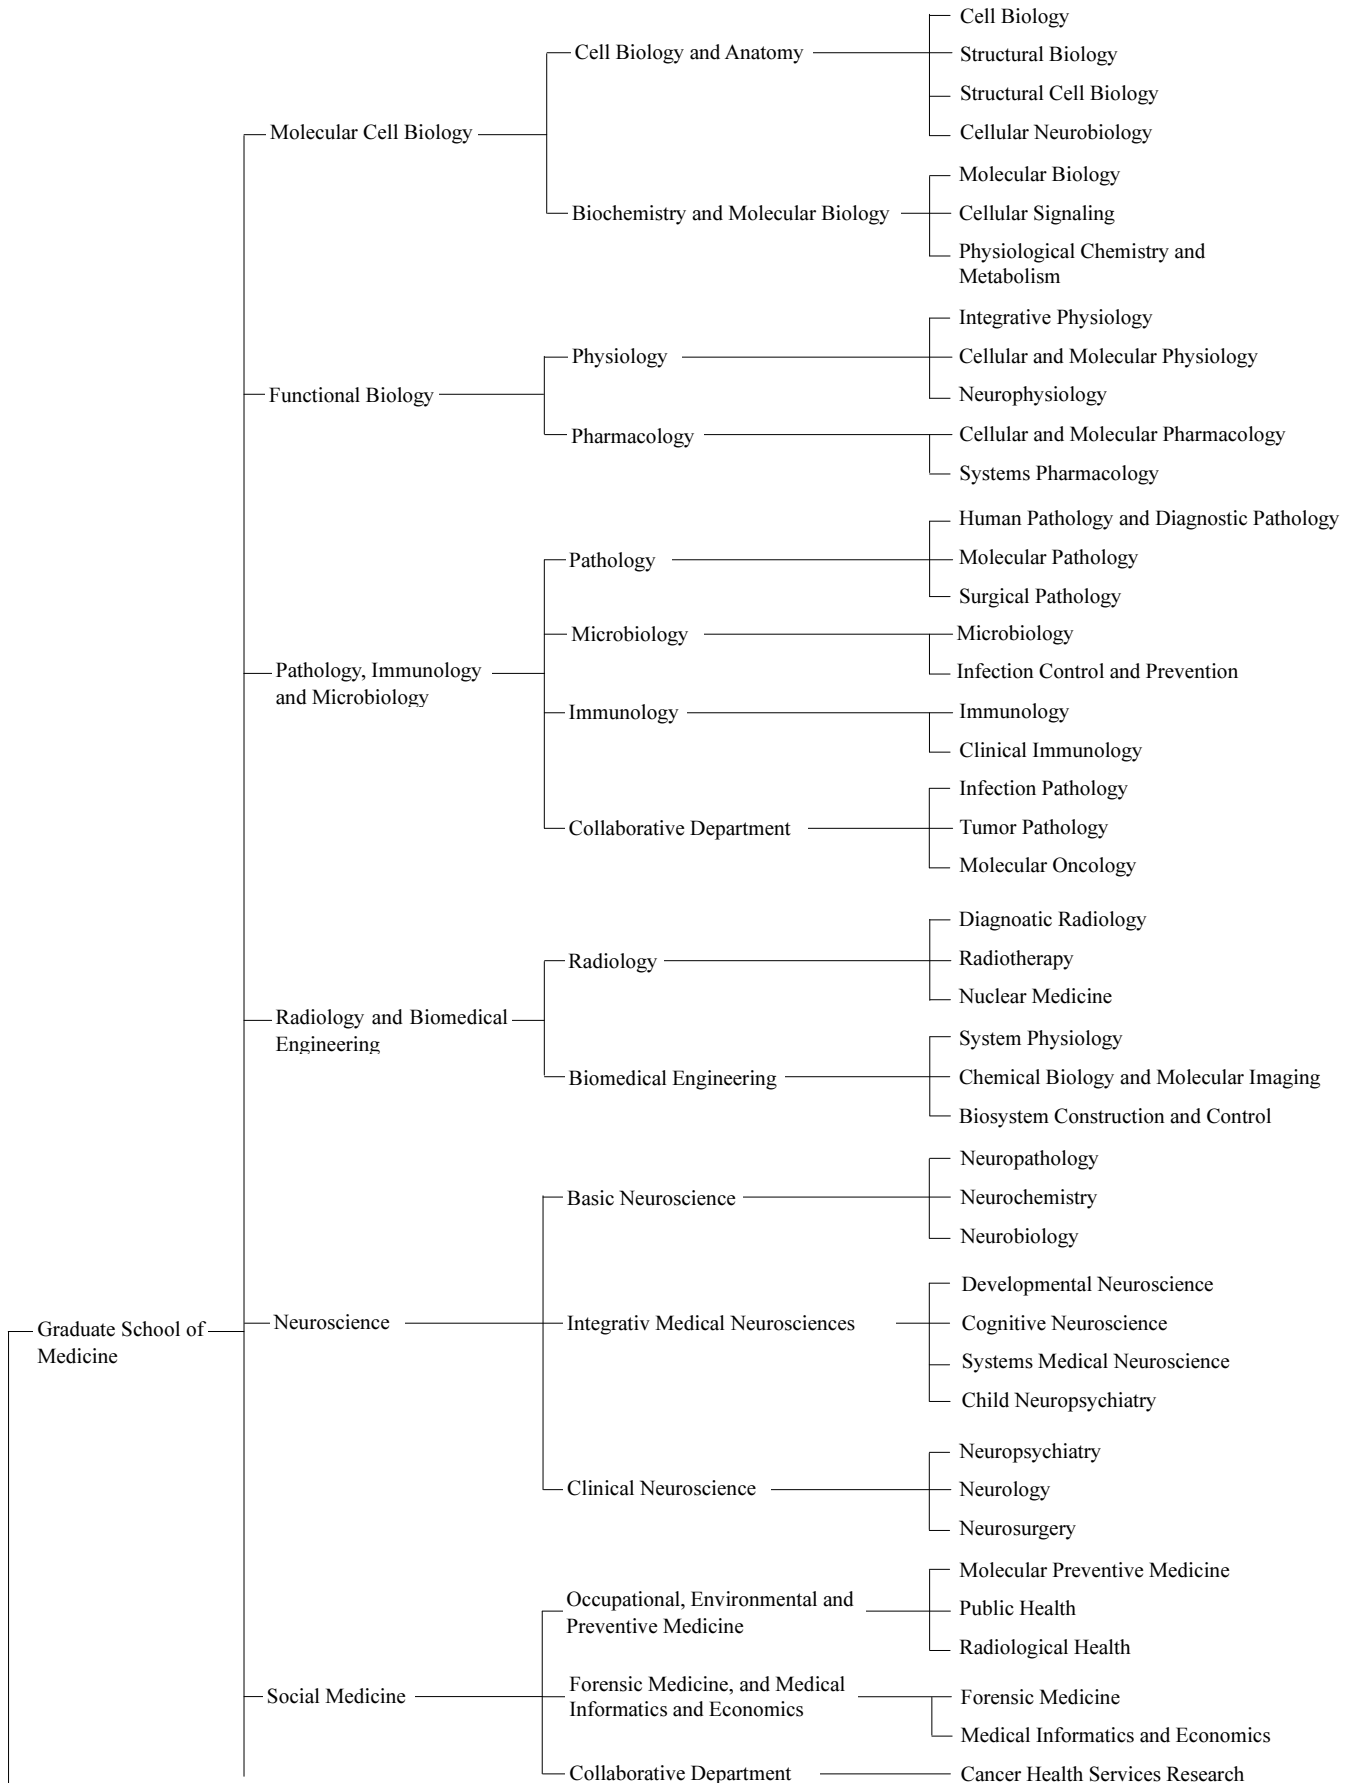 Cell Biology
Cell Biology and Anatomy
Structural Biology
Structural Cell Biology
Molecular Cell Biology
Cellular Neurobiology
Molecular Biology
Biochemistry and Molecular Biology
Cellular Signaling
Physiological Chemistry and
Metabolism
Integrative Physiology
Physiology
Cellular and Molecular Physiology
Functional Biology
Neurophysiology
Pharmacology
Cellular and Molecular Pharmacology
Systems Pharmacology
Human Pathology and Diagnostic Pathology
Pathology
Molecular Pathology
Surgical Pathology
Microbiology
Microbiology
Pathology, Immunology
and Microbiology
Infection Control and Prevention
Immunology
Immunology
Clinical Immunology
Infection Pathology
Collaborative Department
Tumor Pathology
Molecular Oncology
Diagnoatic Radiology
Radiology
Radiotherapy
Nuclear Medicine
Radiology and Biomedical
Engineering
System Physiology
Biomedical Engineering
Chemical Biology and Molecular Imaging
Biosystem Construction and Control
Neuropathology
Basic Neuroscience
Neurochemistry
Neurobiology
Developmental Neuroscience
Graduate School of
Medicine
Neuroscience
Integrativ Medical Neurosciences
Cognitive Neuroscience
Systems Medical Neuroscience
Child Neuropsychiatry
Neuropsychiatry
Clinical Neuroscience
Neurology
Neurosurgery
Molecular Preventive Medicine
Occupational, Environmental and
Preventive Medicine
Public Health
Radiological Health
Social Medicine
Forensic Medicine, and Medical
Informatics and Economics
Forensic Medicine
Medical Informatics and Economics
Collaborative Department
Cancer Health Services Research